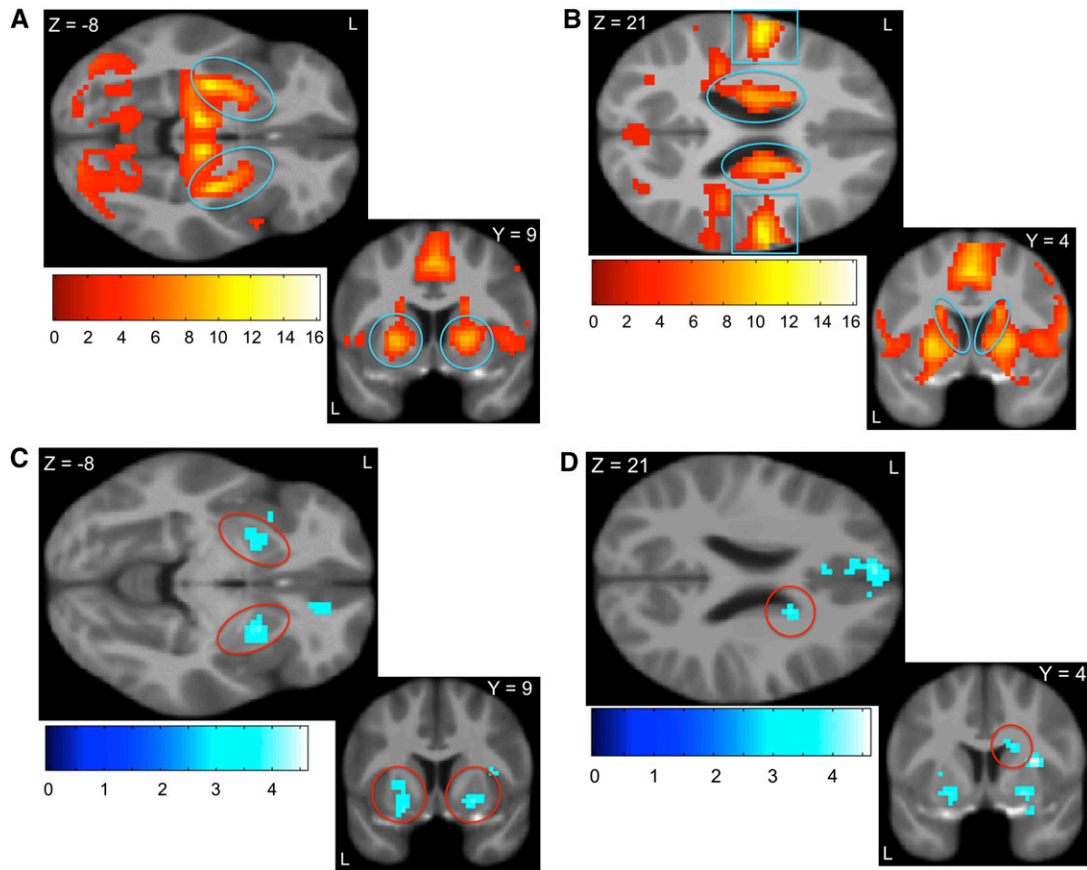 A
Z = -8
L
Y = 9
L
0 2 4 6 8 10 12 14 16
B
Z = 21
L
Y = 4
L
0 2 4 6 8 10 12 14 16
C
Z = -8
L
Y = 9
L
0 1 2 3 4
D
Z = 21
L
Y = 4
L
0 1 2 3 4